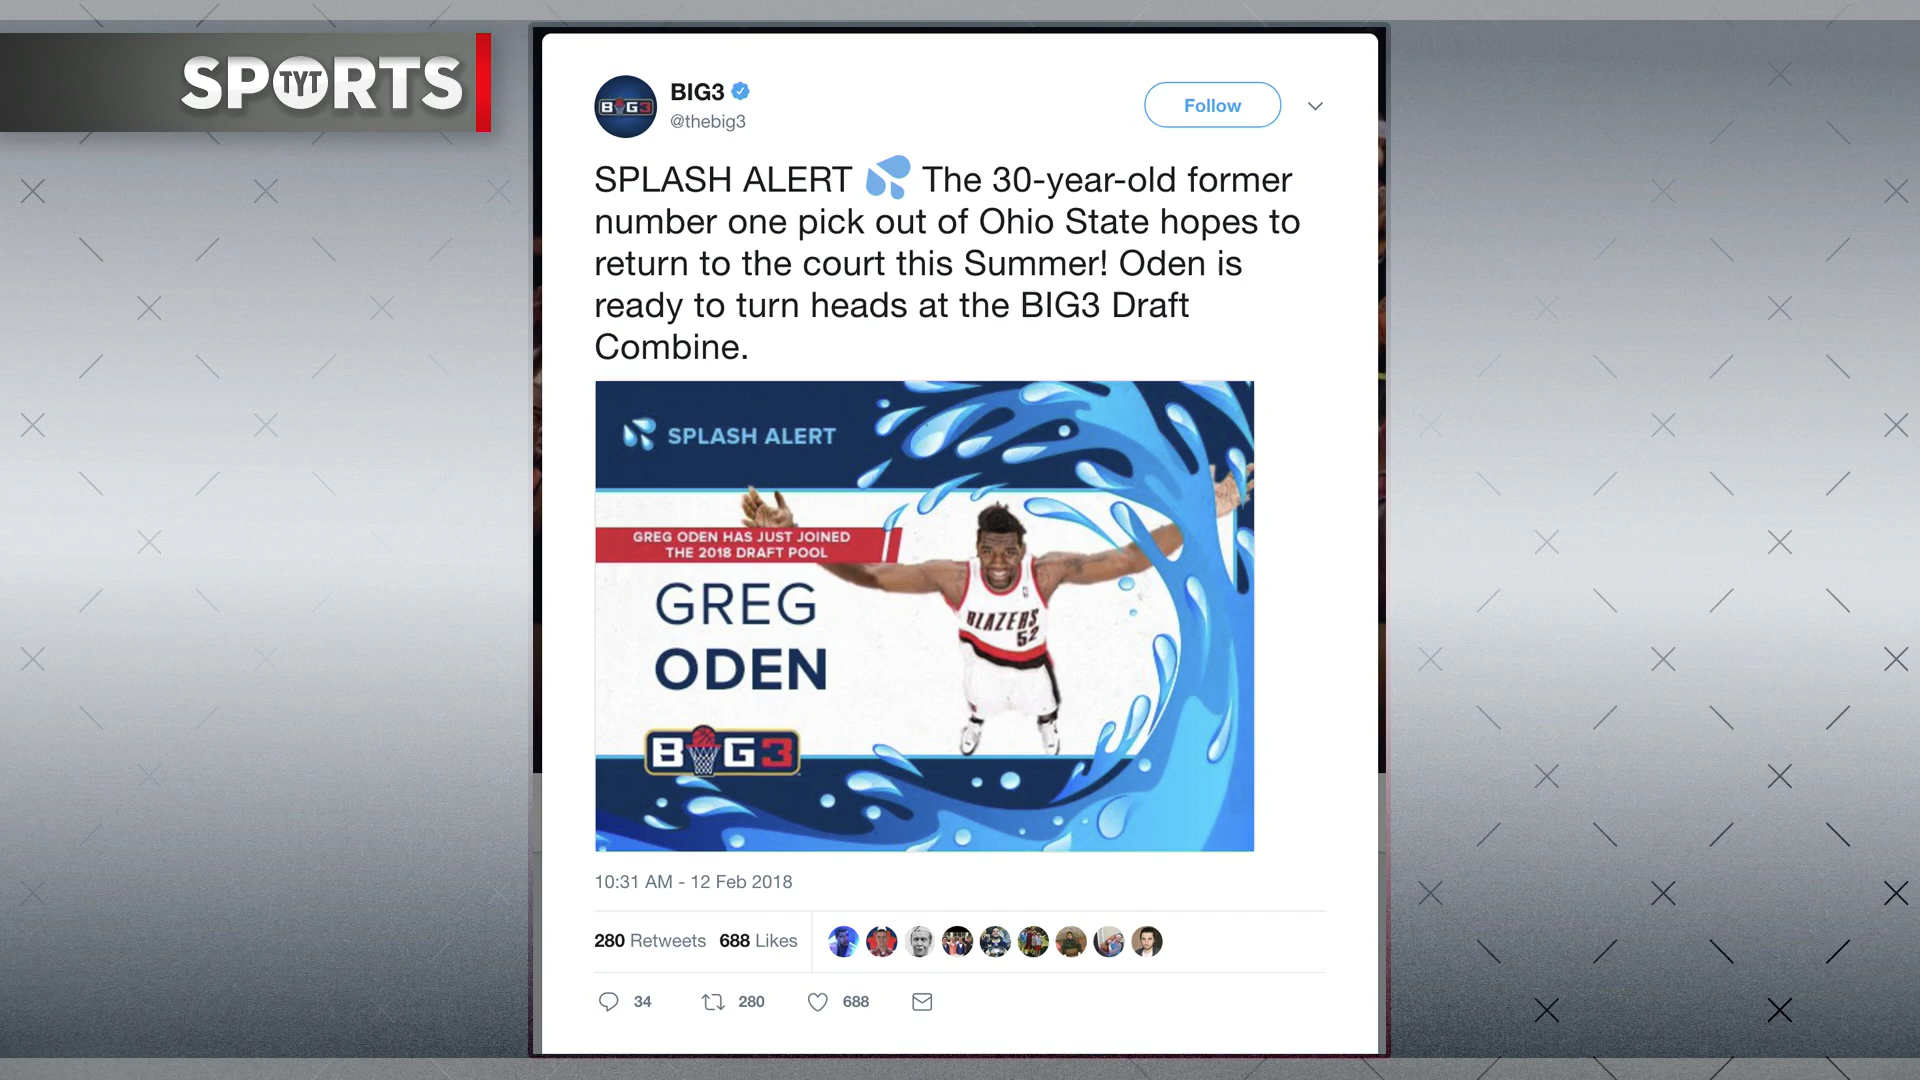 SPORTS
TYT
BIG3
BIG3
@thebig3
Follow
SPLASH ALERT 💦 The 30-year-old former
number one pick out of Ohio State hopes to
return to the court this Summer! Oden is
ready to turn heads at the BIG3 Draft
Combine.
SPLASH ALERT
GREG ODEN HAS JUST JOINED
THE 2018 DRAFT POOL
GREG
ODEN
BLAZERS
52
BIG3
10:31 AM - 12 Feb 2018
280 Retweets 688 Likes
34 280 688